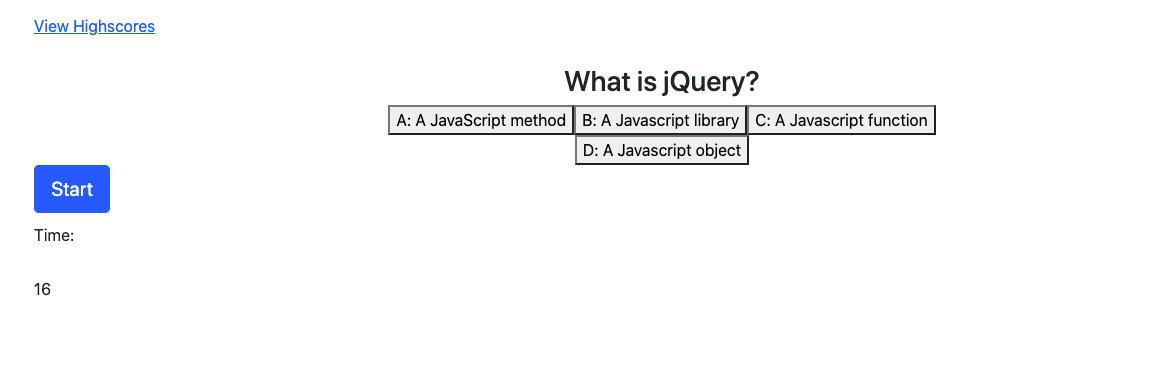 View Highscores
What is jQuery?
A: A JavaScript method B: A Javascript library C: A Javascript function
D: A Javascript object
Start
Time:
16